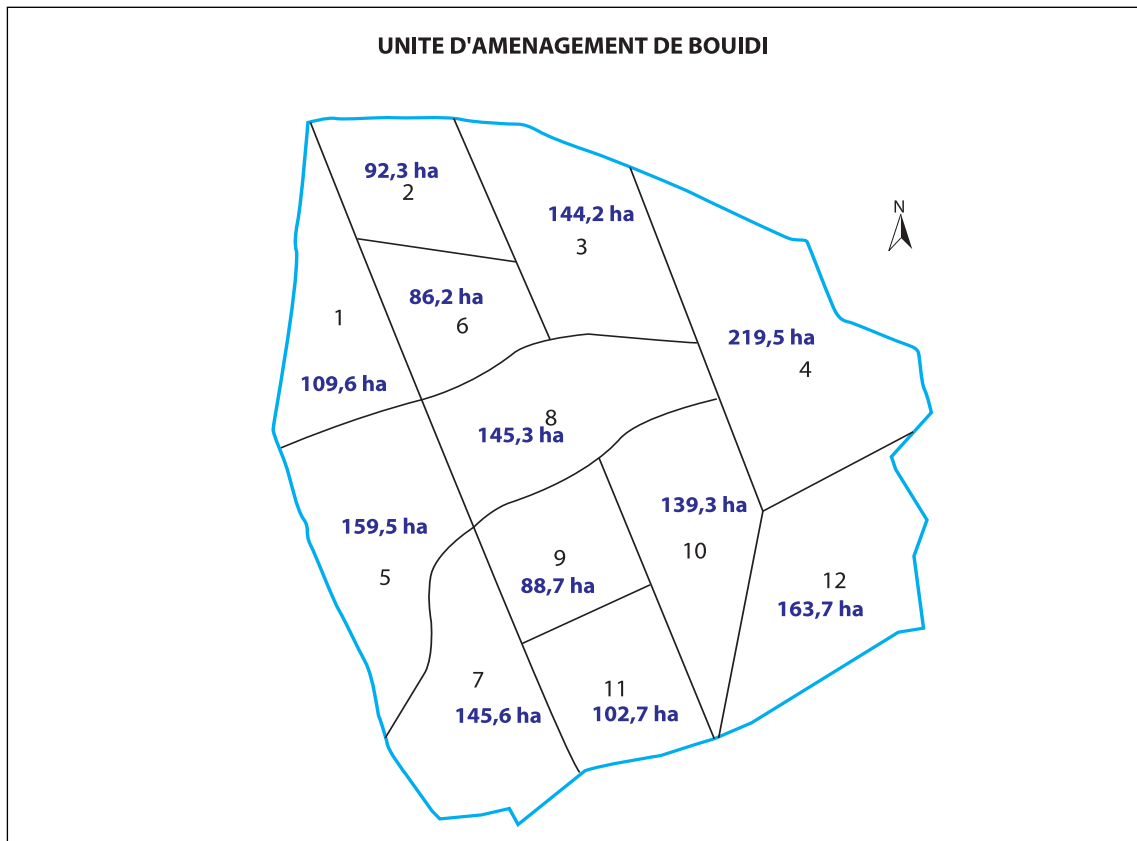 UNITE D'AMENAGEMENT DE BOUIDI
92,3 ha
2
144,2 ha
3
N
86,2 ha
6
1
109,6 ha
219,5 ha
4
8
145,3 ha
159,5 ha
5
139,3 ha
10
9
88,7 ha
12
163,7 ha
7
145,6 ha
11
102,7 ha